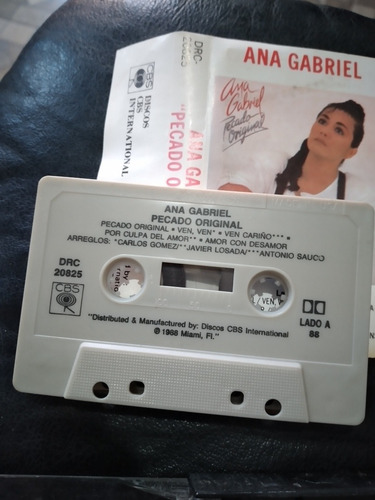 ANA GABRIEL
Ana
Gabriel
Pecado
Original
DRC-
20825
CBS
DISCOS
CBS
INTERNATIONAL
ANA GA
PECADO O
ANA GABRIEL
PECADO ORIGINAL
PECADO ORIGINAL • VEN, VEN* • VEN CARIÑO*** •
POR CULPA DEL AMOR** • AMOR CON DESAMOR
ARREGLOS: *CARLOS GOMEZ/**JAVIER LOSADA/***ANTONIO SAUCO
DRC
20825
CBS
LADO A
88
"Distributed & Manufactured by: Discos CBS International
℗ 1988 Miami, Fl."
VEN,